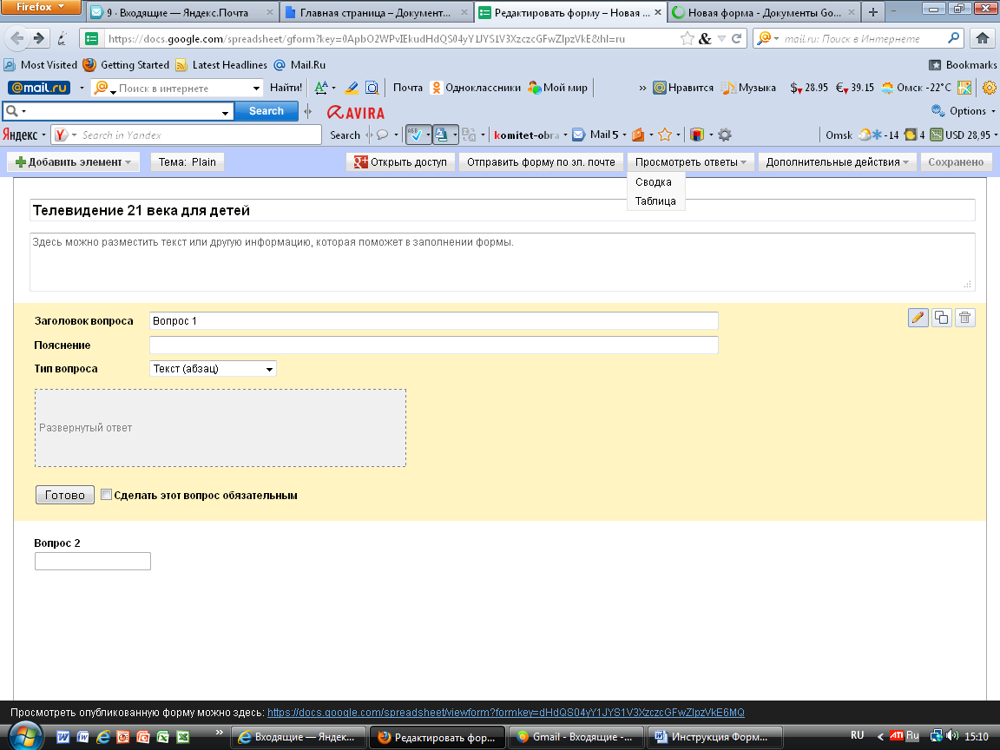 Firefox
9 · Входящие — Яндекс.Почта
Главная страница – Документ...
Редактировать форму – Новая ...
Новая форма - Документы Go...
https://docs.google.com/spreadsheet/gform?key=0ApbO2WPvIEkudHdQS04yY1JYS1V3XzczcGFwZlpzVkE&hl=ru
mail.ru: Поиск в Интернете
Most Visited Getting Started Latest Headlines Mail.Ru Bookmarks
@mail.ru Поиск в интернете Найти! Почта Одноклассники Мой мир » Нравится Музыка $ 28.95 € 39.15 Омск -22°C
Search AVIRA Options
Яндекс Search in Yandex Search komitet-obra Mail 5 Omsk -14 4 USD 28,95
Добавить элемент Тема: Plain Открыть доступ Отправить форму по эл. почте Просмотреть ответы Дополнительные действия Сохранено
Сводка
Таблица
Телевидение 21 века для детей
Здесь можно разместить текст или другую информацию, которая поможет в заполнении формы.
Заголовок вопроса Вопрос 1
Пояснение
Тип вопроса Текст (абзац)
Развернутый ответ
Готово Сделать этот вопрос обязательным
Вопрос 2
Просмотреть опубликованную форму можно здесь: https://docs.google.com/spreadsheet/viewform?formkey=dHdQS04yY1JYS1V3XzczcGFwZlpzVkE6MQ
» Входящие — Яндек... Редактировать фор... Gmail - Входящие -... Инструкция Форм... RU ATI Ru 15:10